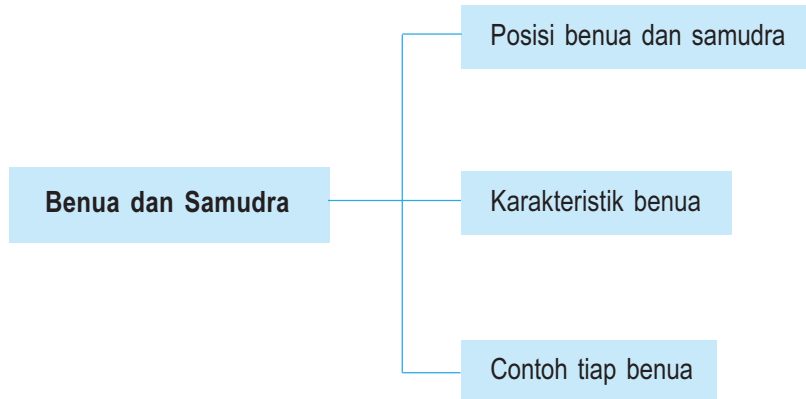 Posisi benua dan samudra
Benua dan Samudra
Karakteristik benua
Contoh tiap benua